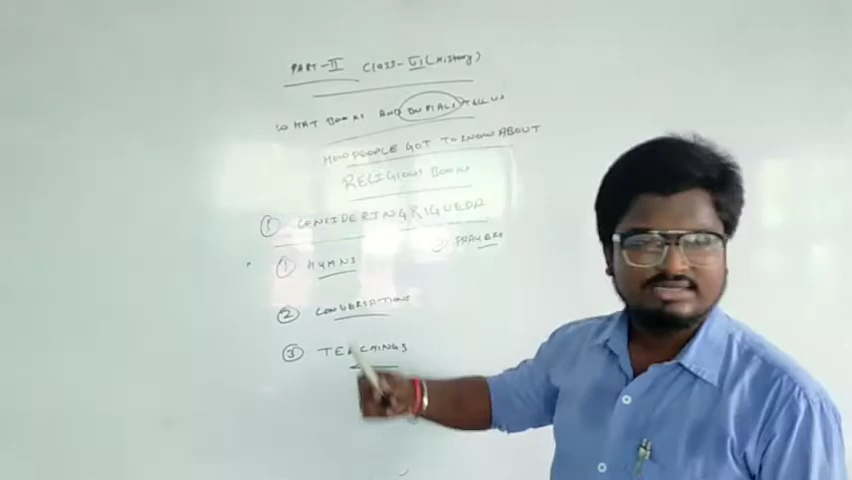 PART-II CLASS-VI (History)
WHAT BOOKS AND BURIALS TELL US
HOW PEOPLE GOT TO KNOW ABOUT
RELIGIOUS BOOKS
① CONSIDERING RIGVEDA
① HYMNS
PRAYERS
② CONVERSATIONS
③ TEACHINGS